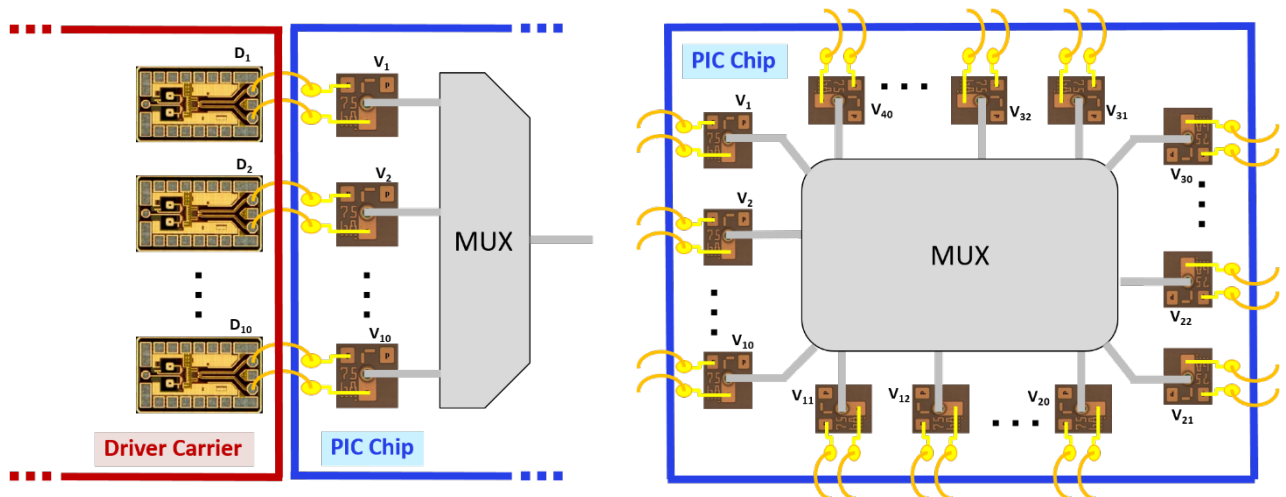 D₁
V₁
D₂
V₂
MUX
D₁₀
V₁₀
Driver Carrier
PIC Chip
PIC Chip
V₄₀
V₃₂
V₃₁
V₁
V₃₀
V₂
MUX
V₂₂
V₁₀
V₁₁
V₁₂
V₂₀
V₂₁